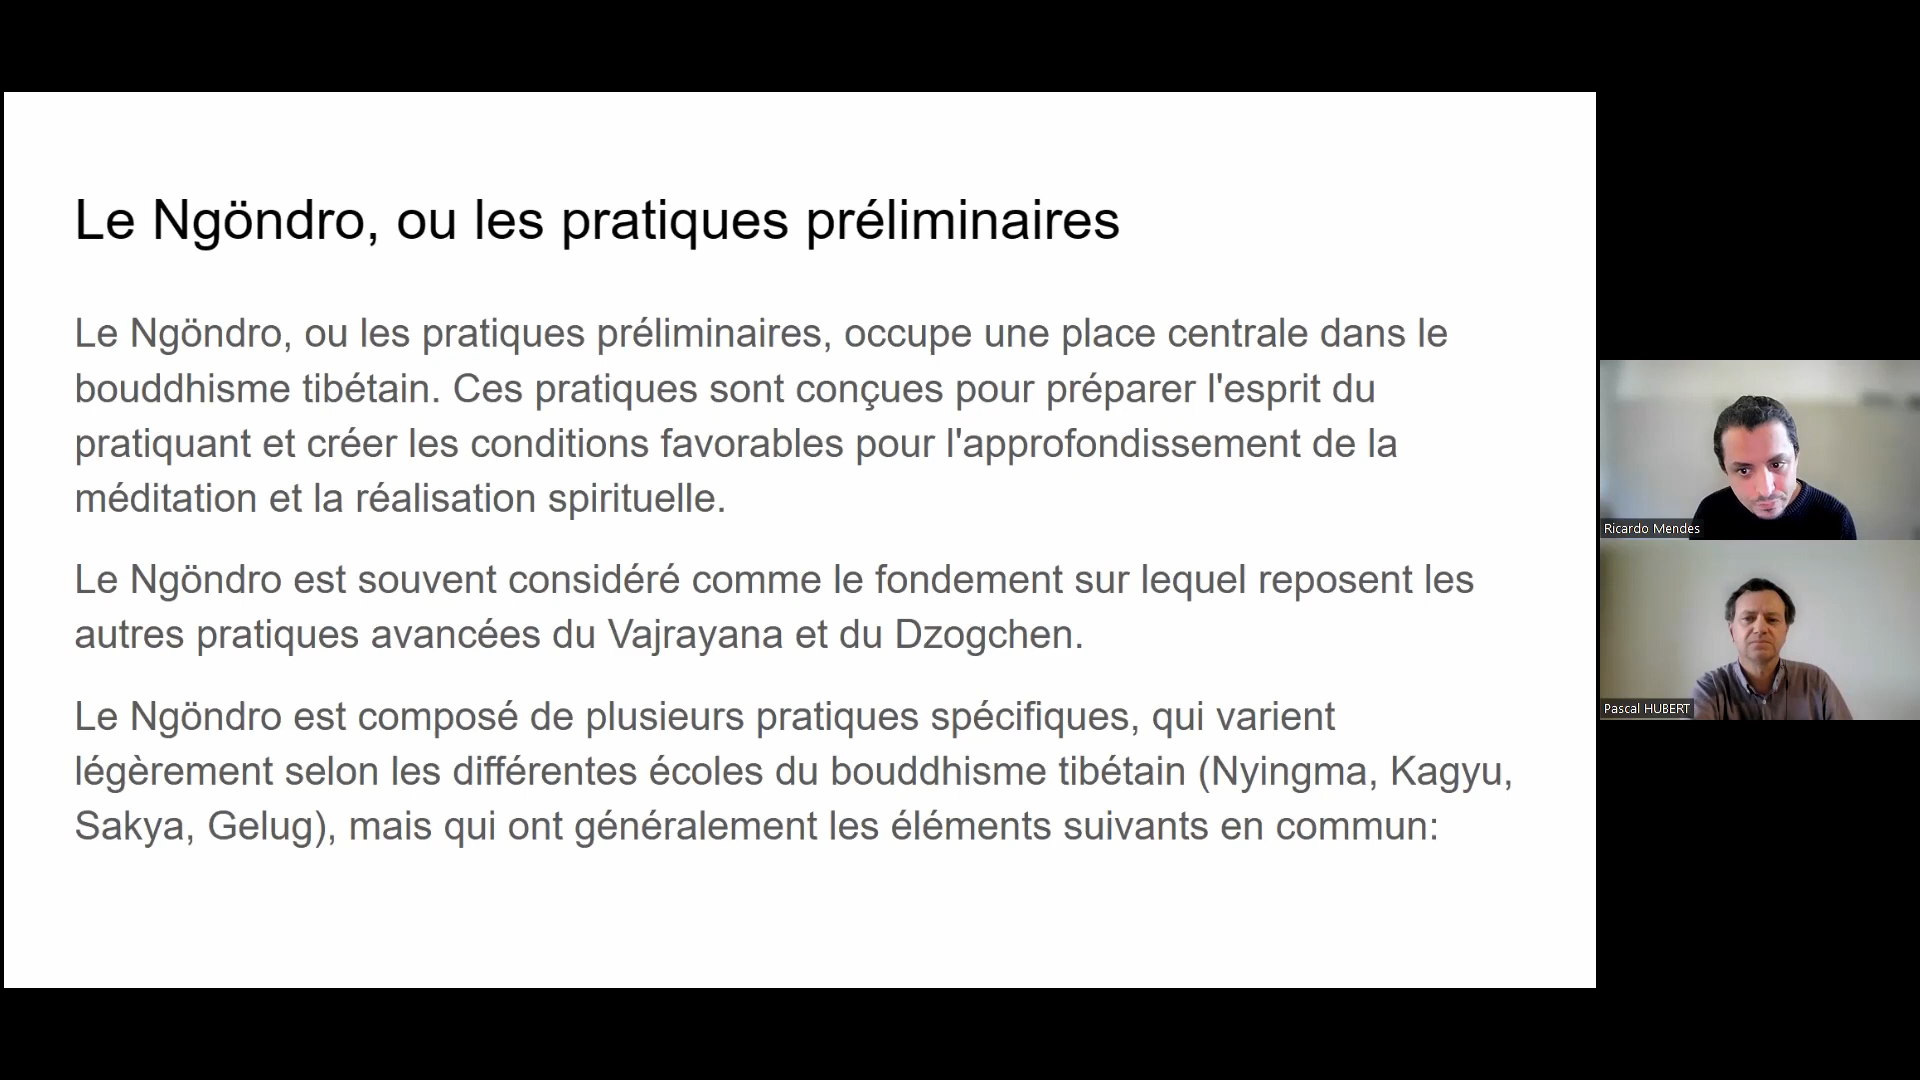 Le Ngöndro, ou les pratiques préliminaires
Le Ngöndro, ou les pratiques préliminaires, occupe une place centrale dans le
bouddhisme tibétain. Ces pratiques sont conçues pour préparer l'esprit du
pratiquant et créer les conditions favorables pour l'approfondissement de la
méditation et la réalisation spirituelle.
Le Ngöndro est souvent considéré comme le fondement sur lequel reposent les
autres pratiques avancées du Vajrayana et du Dzogchen.
Le Ngöndro est composé de plusieurs pratiques spécifiques, qui varient
légèrement selon les différentes écoles du bouddhisme tibétain (Nyingma, Kagyu,
Sakya, Gelug), mais qui ont généralement les éléments suivants en commun:
Ricardo Mendes
Pascal HUBERT